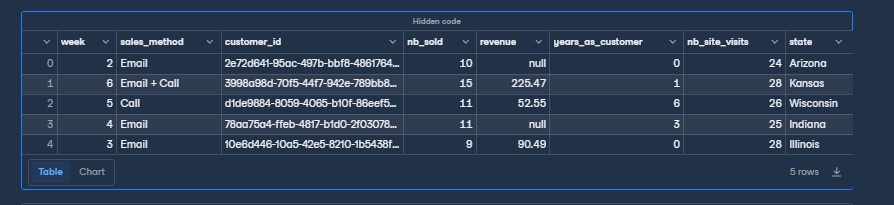 Hidden code
week sales_method customer_id nb_sold revenue years_as_customer nb_site_visits state
0 2 Email 2e72d641-95ac-497b-bbf8-4861764... 10 null 0 24 Arizona
1 6 Email + Call 3998a98d-70f5-44f7-942e-789bb8... 15 225.47 1 28 Kansas
2 5 Call d1de9884-8059-4065-b10f-86eef5... 11 52.55 6 26 Wisconsin
3 4 Email 78aa75a4-ffeb-4817-b1d0-2f03078... 11 null 3 25 Indiana
4 3 Email 10e6d446-10a5-42e5-8210-1b5438f... 9 90.49 0 28 Illinois
Table Chart 5 rows